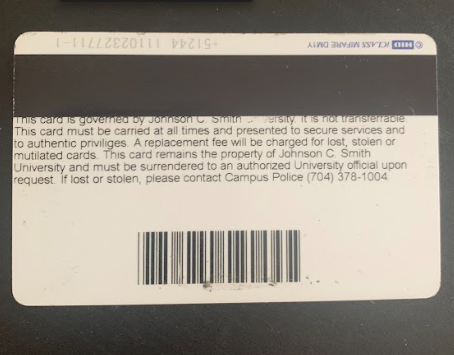 HID iCLASS MIFARE DM1Y
+51244 11102327711-1
This card is governed by Johnson C. Smith University. It is not transferrable.
This card must be carried at all times and presented to secure services and
to authentic priviliges. A replacement fee will be charged for lost, stolen or
mutilated cards. This card remains the property of Johnson C. Smith
University and must be surrendered to an authorized University official upon
request. If lost or stolen, please contact Campus Police (704) 378-1004.